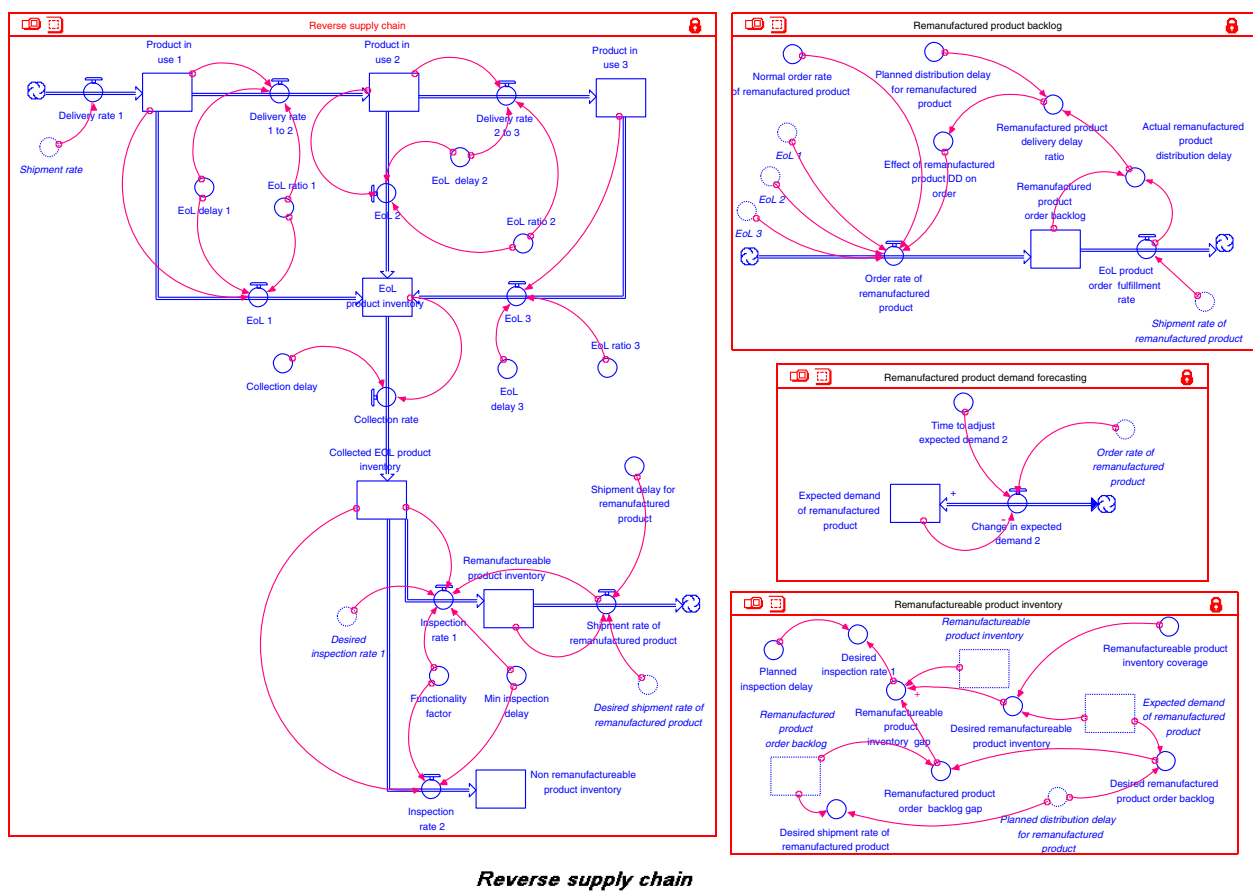 Reverse supply chain
Product in
use 1
Product in
use 2
Product in
use 3
Delivery rate 1
Delivery rate
1 to 2
Delivery rate
2 to 3
Shipment rate
EoL delay 1
EoL ratio 1
EoL delay 2
EoL 2
EoL ratio 2
EoL
product inventory
EoL 1
EoL 3
EoL ratio 3
Collection delay
EoL
delay 3
Collection rate
Collected EOL product
inventory
Shipment delay for
remanufactured
product
Remanufactureable
product inventory
Desired
inspection rate 1
Inspection
rate 1
Shipment rate of
remanufactured product
Functionality
factor
Min inspection
delay
Desired shipment rate of
remanufactured product
Non remanufactureable
product inventory
Inspection
rate 2
Remanufactured product backlog
Normal order rate
of remanufactured product
Planned distribution delay
for remanufactured
product
Remanufactured product
delivery delay
ratio
Actual remanufactured
product
distribution delay
EoL 1
EoL 2
EoL 3
Effect of remanufactured
product DD on
order
Remanufactured
product
order backlog
Order rate of
remanufactured
product
EoL product
order fulfillment
rate
Shipment rate of
remanufactured product
Remanufactured product demand forecasting
Time to adjust
expected demand 2
Order rate of
remanufactured
product
Expected demand
of remanufactured
product
+
-
Change in expected
demand 2
Remanufactureable product inventory
Planned
inspection delay
Desired
inspection rate 1
Remanufactureable
product inventory
Remanufactureable product
inventory coverage
+
Remanufactureable
product
inventory gap
Desired remanufactureable
product inventory
Expected demand
of remanufactured
product
Remanufactured
product
order backlog
Remanufactured product
order backlog gap
Desired remanufactured
product order backlog
Desired shipment rate of
remanufactured product
Planned distribution delay
for remanufactured
product
Reverse supply chain